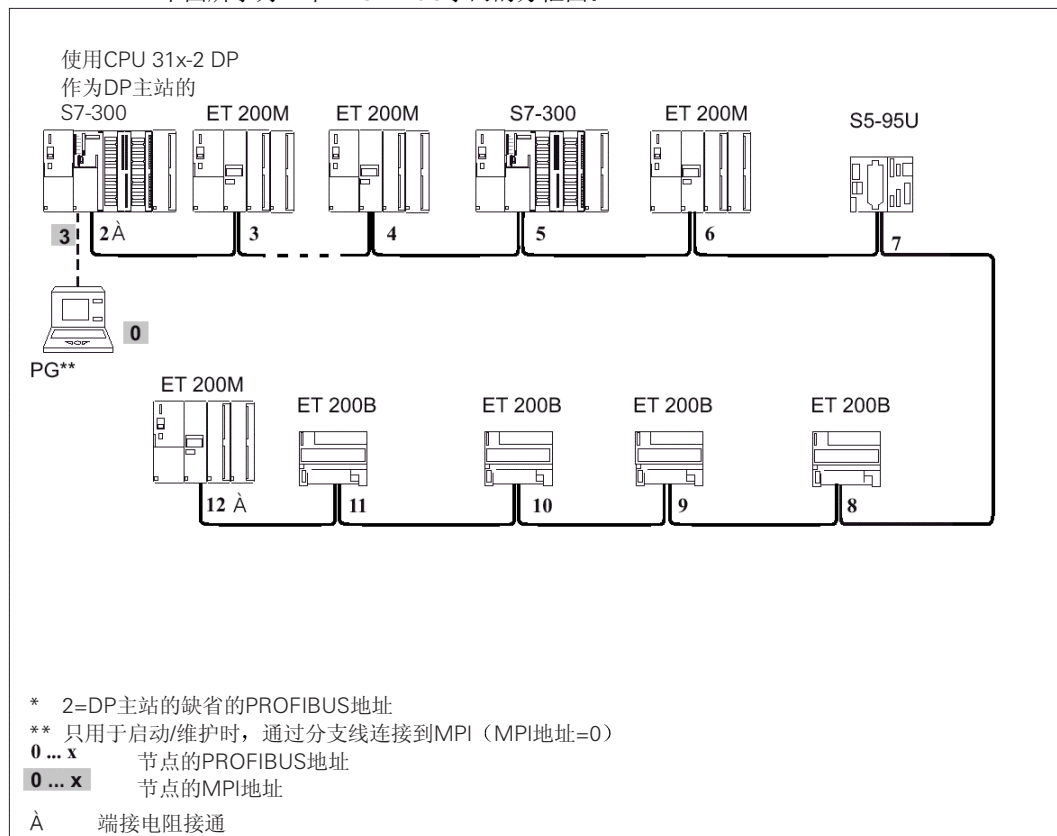 使用CPU 31x-2 DP
作为DP主站的
S7-300
ET 200M
ET 200M
S7-300
ET 200M
S5-95U
3
2À
3
4
5
6
7
0
PG**
ET 200M
ET 200B
ET 200B
ET 200B
ET 200B
12 À
11
10
9
8
* 2=DP主站的缺省的PROFIBUS地址
** 只用于启动/维护时，通过分支线连接到MPI（MPI地址=0）
0 ... x 节点的PROFIBUS地址
0 ... x 节点的MPI地址
À 端接电阻接通